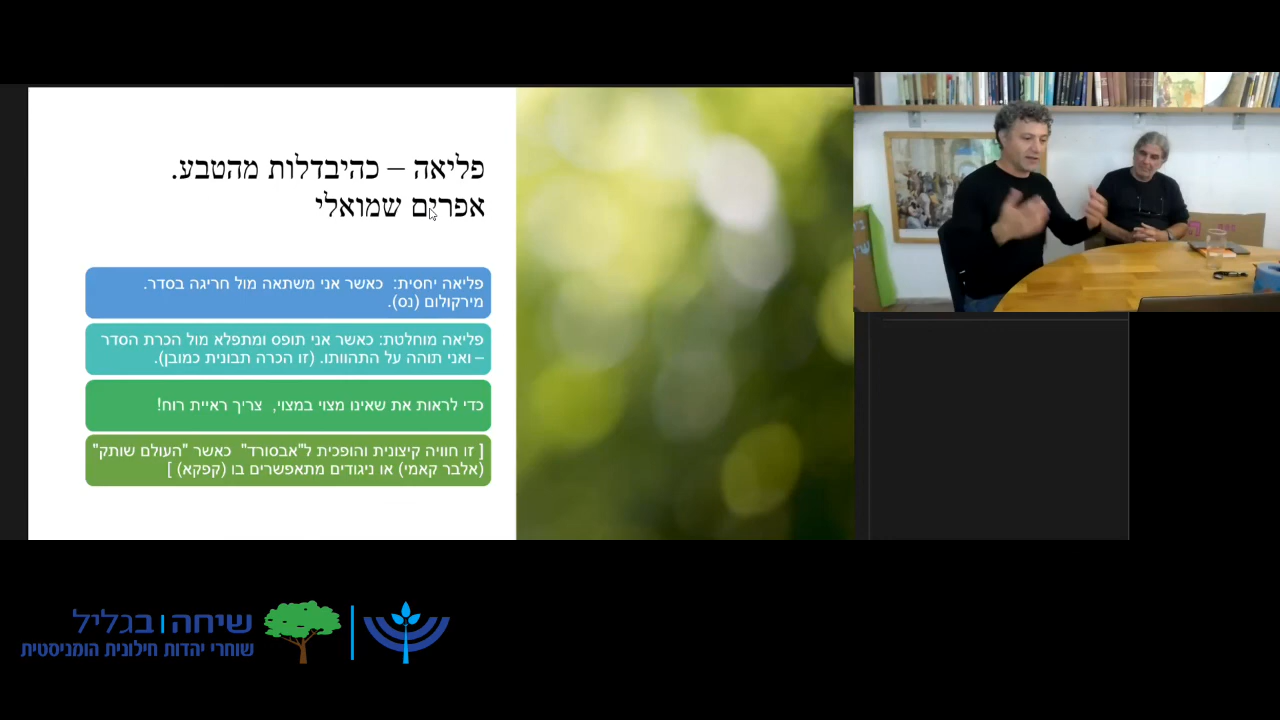 פליאה – כהיבדלות מהטבע.
אפרים שמואלי
פליאה יחסית:  כאשר אני משתאה מול חריגה בסדר.
מירקולום (נס).
פליאה מוחלטת: כאשר אני תופס ומתפלא מול הכרת הסדר
– ואני תוהה על התהוותו. (זו הכרה תבונית כמובן).
כדי לראות את שאינו מצוי במצוי,  צריך ראיית רוח!
[ זו חוויה קיצונית והופכית ל"אבסורד"  כאשר "העולם שותק"
(אלבר קאמי) או ניגודים מתאפשרים בו (קפקא) ]
שיחה | בגליל
שוחרי יהדות חילונית הומניסטית